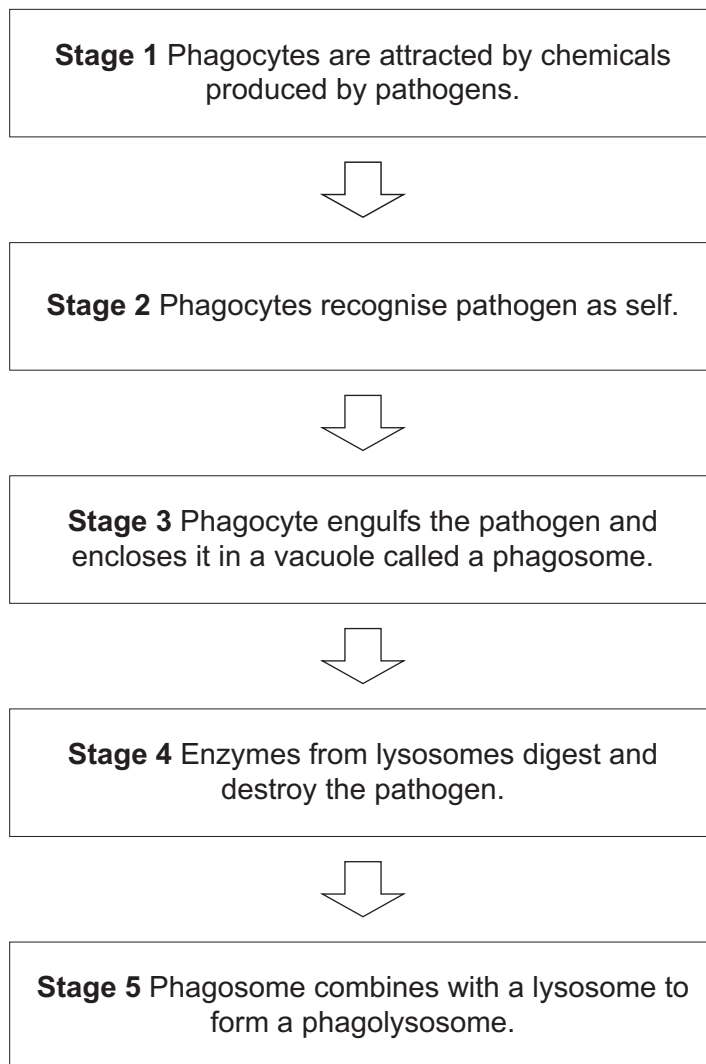 Stage 1 Phagocytes are attracted by chemicals
produced by pathogens.
Stage 2 Phagocytes recognise pathogen as self.
Stage 3 Phagocyte engulfs the pathogen and
encloses it in a vacuole called a phagosome.
Stage 4 Enzymes from lysosomes digest and
destroy the pathogen.
Stage 5 Phagosome combines with a lysosome to
form a phagolysosome.